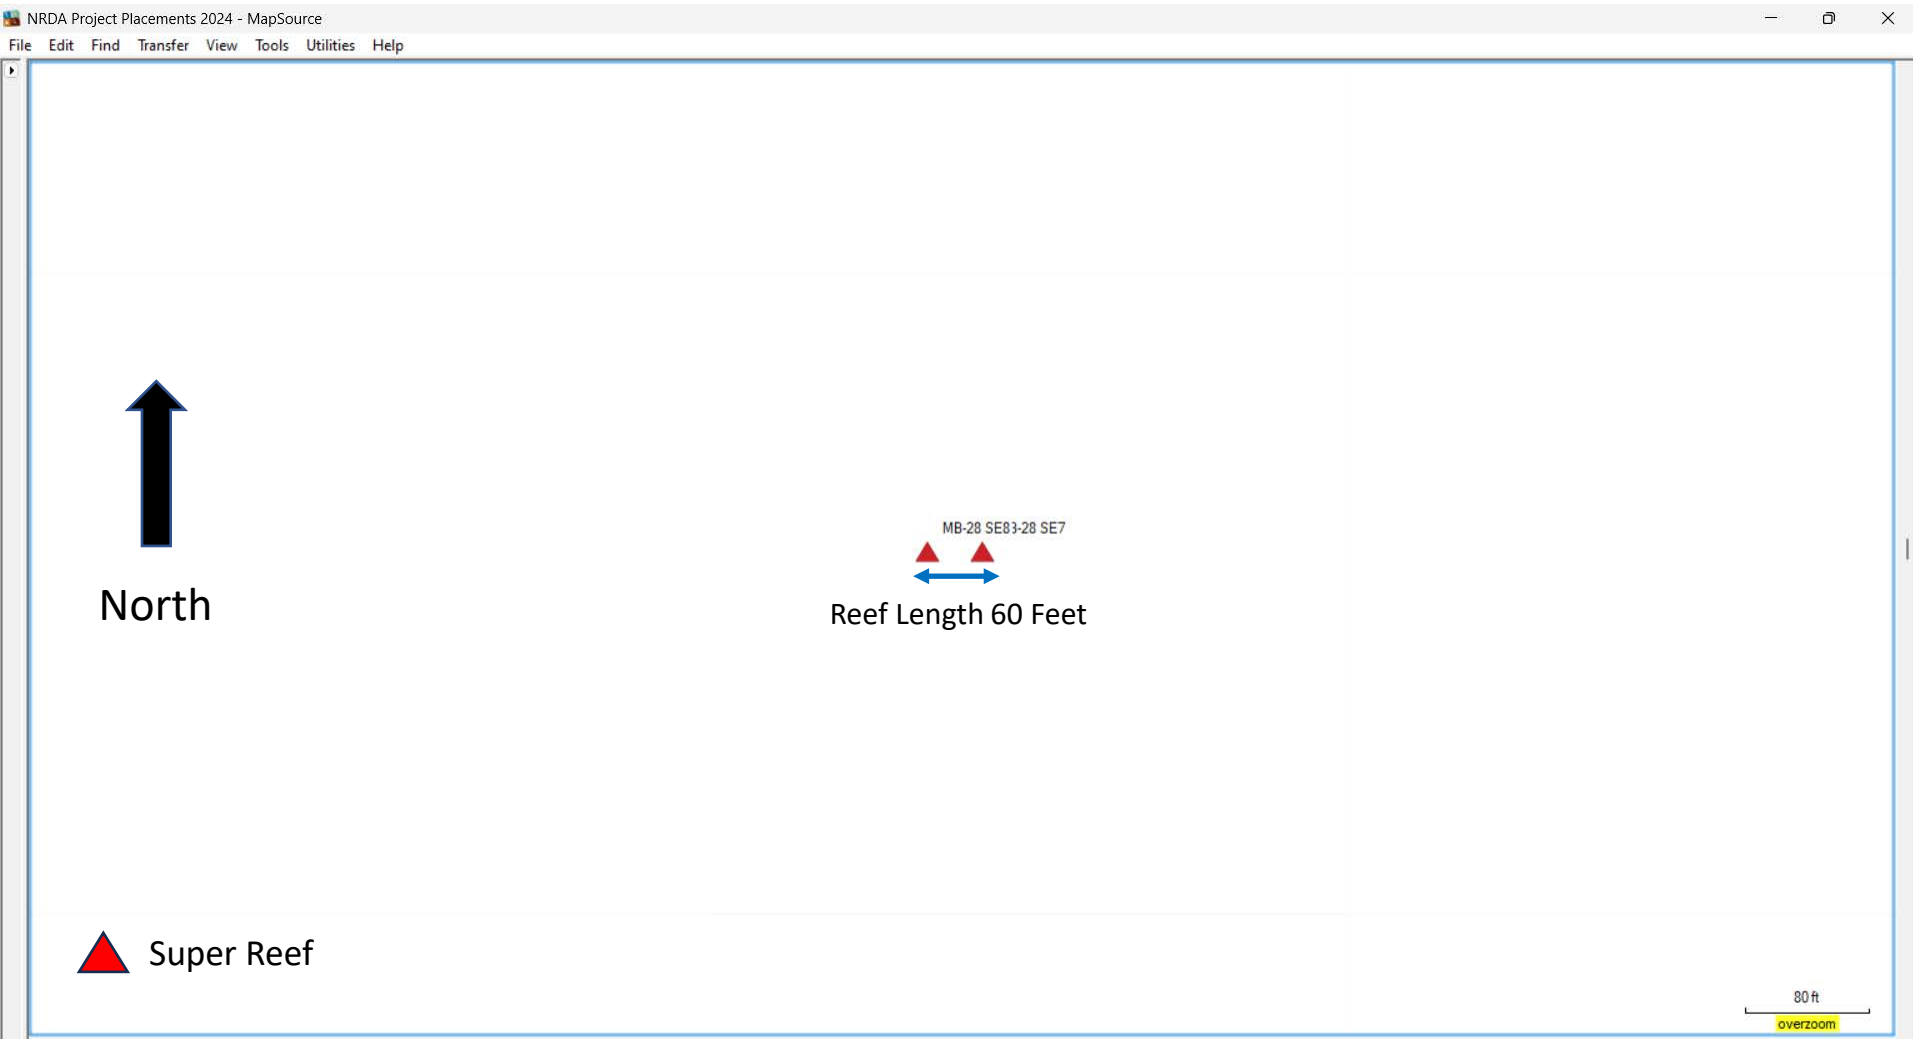 NRDA Project Placements 2024 - MapSource
File Edit Find Transfer View Tools Utilities Help
MB-28 SE83-28 SE7
Reef Length 60 Feet
North
Super Reef
80 ft
overzoom